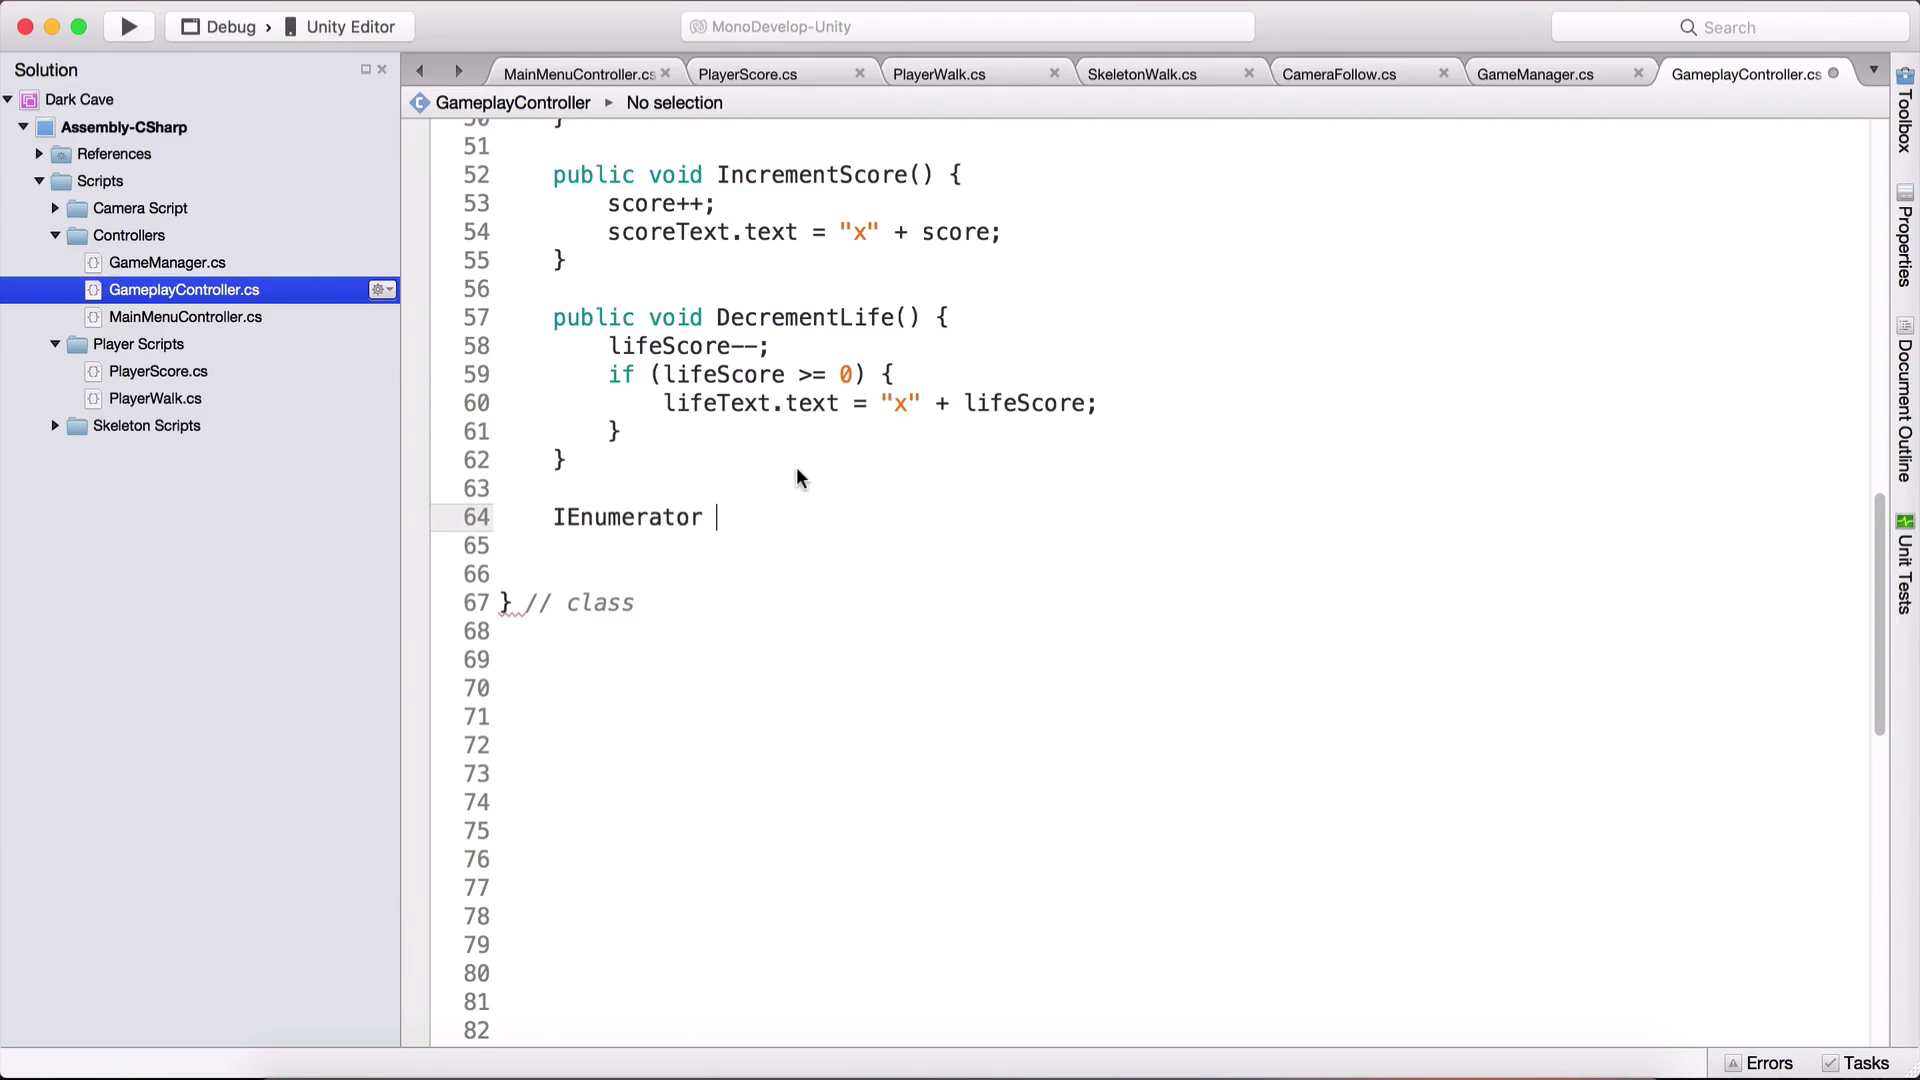 Debug › Unity Editor
MonoDevelop-Unity
Search
Solution
Dark Cave
Assembly-CSharp
References
Scripts
Camera Script
Controllers
GameManager.cs
GameplayController.cs
MainMenuController.cs
Player Scripts
PlayerScore.cs
PlayerWalk.cs
Skeleton Scripts
MainMenuController.cs
PlayerScore.cs
PlayerWalk.cs
SkeletonWalk.cs
CameraFollow.cs
GameManager.cs
GameplayController.cs
GameplayController ▸ No selection
50 }
51
52 public void IncrementScore() {
53 score++;
54 scoreText.text = "x" + score;
55 }
56
57 public void DecrementLife() {
58 lifeScore--;
59 if (lifeScore >= 0) {
60 lifeText.text = "x" + lifeScore;
61 }
62 }
63
64 IEnumerator
65
66
67 } // class
68
69
70
71
72
73
74
75
76
77
78
79
80
81
82
Toolbox
Properties
Document Outline
Unit Tests
Errors
Tasks